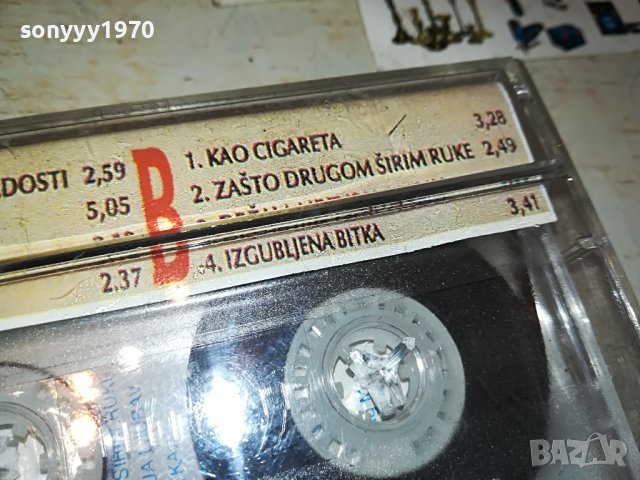 sonyyy1970
DOSTI 2,59
5,05
B
1. KAO CIGARETA 3,28
2. ZAŠTO DRUGOM ŠIRIM RUKE 2,49
2.37
4. IZGUBLJENA BITKA 3,41
BAZAR